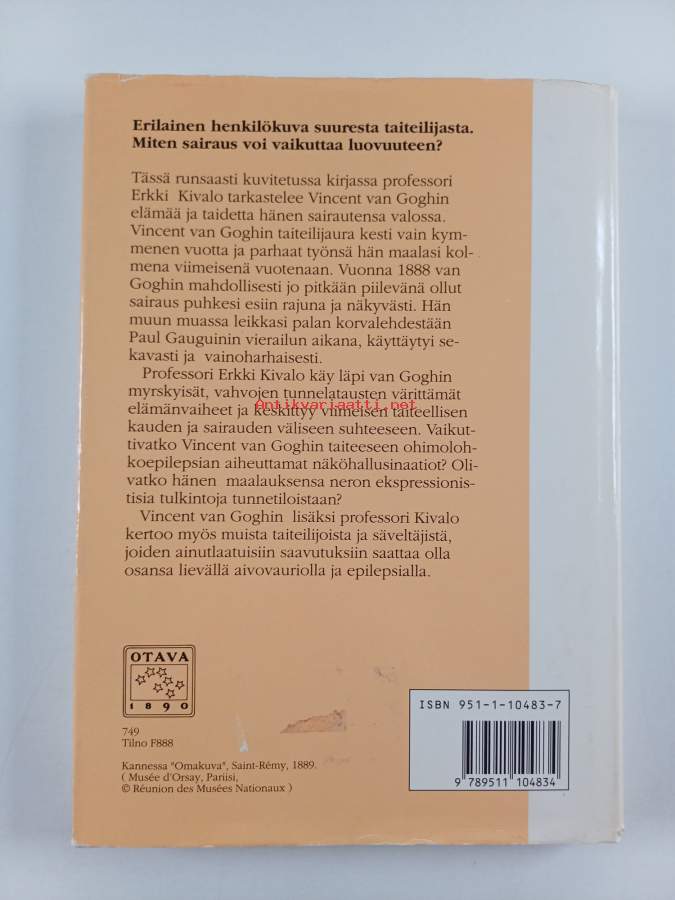 Erilainen henkilökuva suuresta taiteilijasta.
Miten sairaus voi vaikuttaa luovuuteen?
Tässä runsaasti kuvitetussa kirjassa professori
Erkki Kivalo tarkastelee Vincent van Goghin
elämää ja taidetta hänen sairautensa valossa.
Vincent van Goghin taiteilijaura kesti vain kym-
menen vuotta ja parhaat työnsä hän maalasi kol-
mena viimeisenä vuotenaan. Vuonna 1888 van
Goghin mahdollisesti jo pitkään piilevänä ollut
sairaus puhkesi esiin rajuna ja näkyvästi. Hän
muun muassa leikkasi palan korvalehdestään
Paul Gauguinin vierailun aikana, käyttäytyi se-
kavasti ja vainoharhaisesti.
Professori Erkki Kivalo käy läpi van Goghin
myrskyisät, vahvojen tunnelatausten värittämät
Antikvariaatti.net
elämänvaiheet ja keskittyy viimeisen taiteellisen
kauden ja sairauden väliseen suhteeseen. Vaikut-
tivatko Vincent van Goghin taiteeseen ohimoloh-
koepilepsian aiheuttamat näköhallusinaatiot? Oli-
vatko hänen maalauksensa neron ekspressionis-
tisia tulkintoja tunnetiloistaan?
Vincent van Goghin lisäksi professori Kivalo
kertoo myös muista taiteilijoista ja säveltäjistä,
joiden ainutlaatuisiin saavutuksiin saattaa olla
osansa lievällä aivovauriolla ja epilepsialla.
OTAVA
1890
749
Tilno F888
Kannessa "Omakuva", Saint-Rémy, 1889.
( Musée d'Orsay, Pariisi,
© Réunion des Musées Nationaux )
ISBN 951-1-10483-7
9 789511 104834